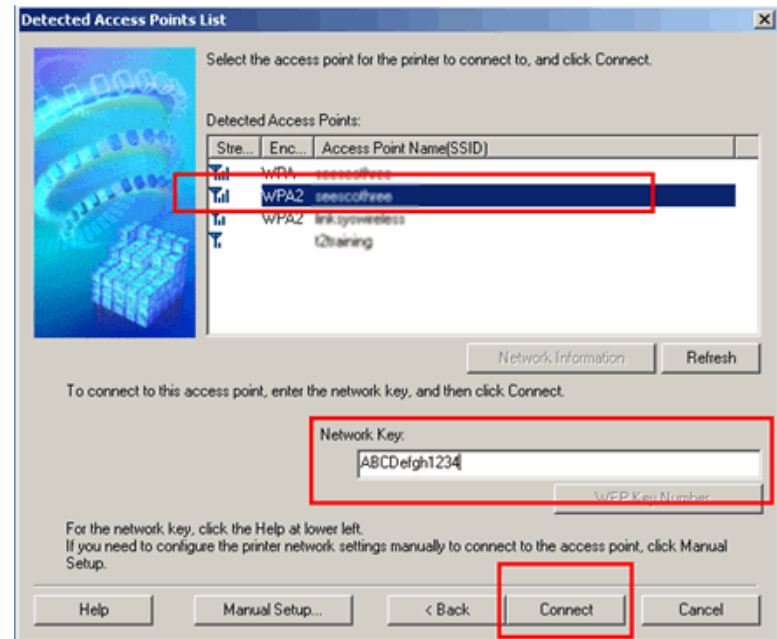 Detected Access Points List
Select the access point for the printer to connect to, and click Connect.
Detected Access Points:
Stre... Enc... Access Point Name(SSID)
WPA
WPA2 seescothree
WPA2 linksyswireless
t2training
Network Information Refresh
To connect to this access point, enter the network key, and then click Connect.
Network Key:
ABCDefgh1234
WEP Key Number
For the network key, click the Help at lower left.
If you need to configure the printer network settings manually to connect to the access point, click Manual
Setup.
Help Manual Setup... < Back Connect Cancel